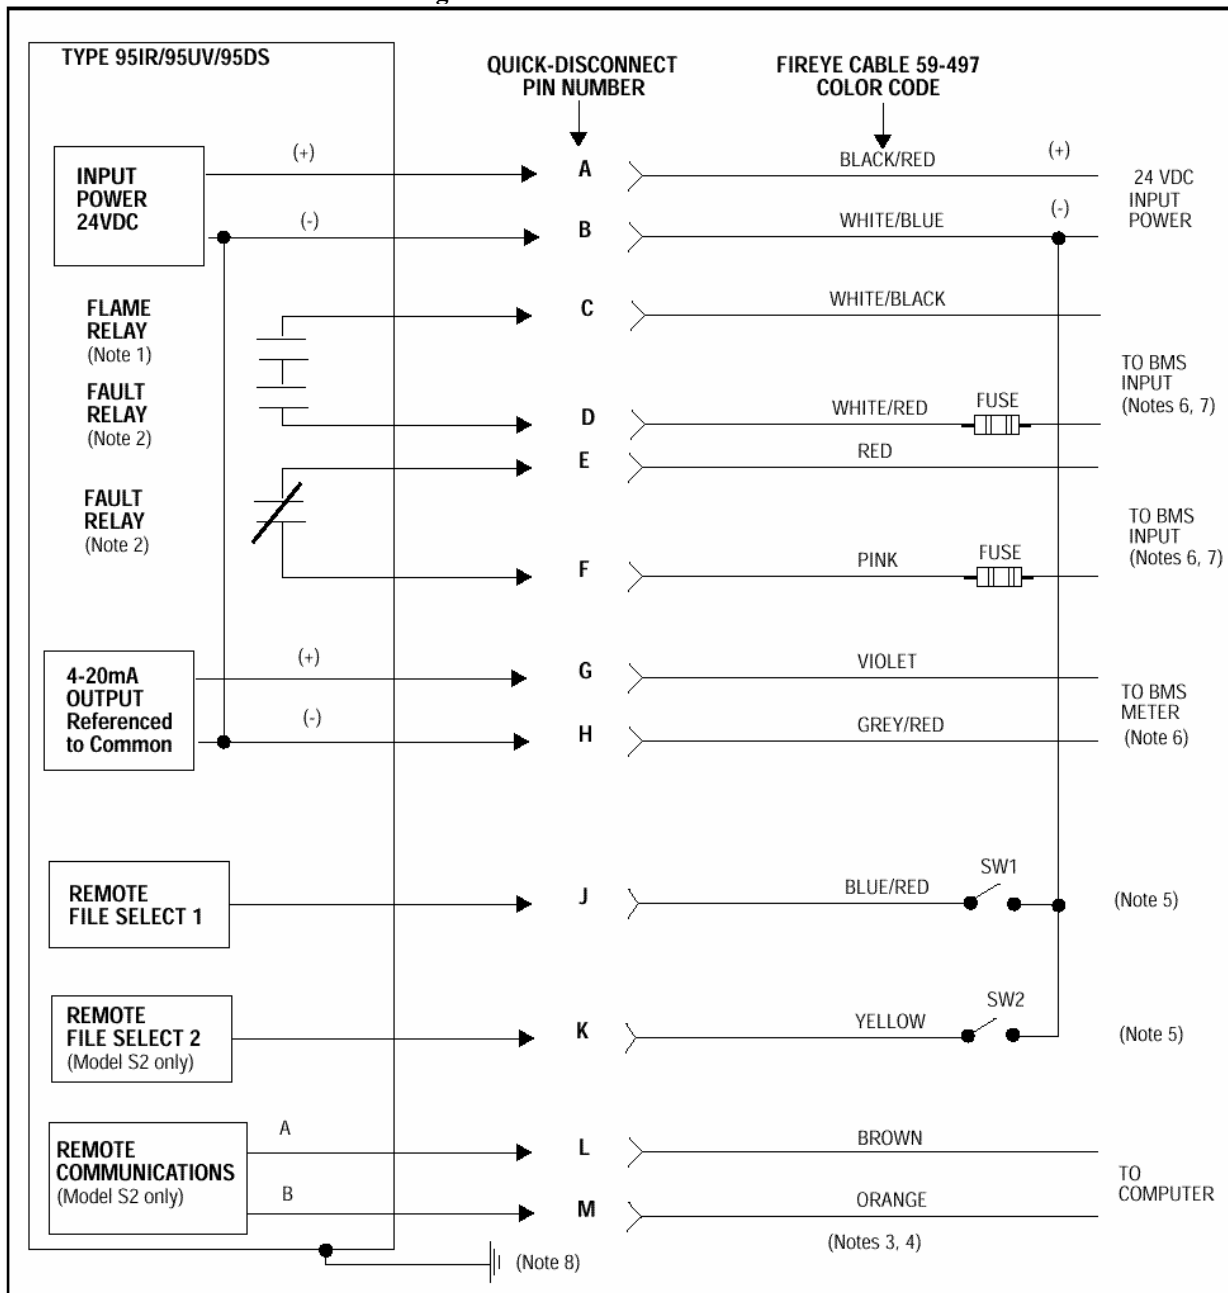 TYPE 95IR/95UV/95DS
QUICK-DISCONNECT
PIN NUMBER
FIREYE CABLE 59-497
COLOR CODE
INPUT
POWER
24VDC
(+)
A
BLACK/RED
(+)
24 VDC
INPUT
POWER
(-)
B
WHITE/BLUE
(-)
FLAME
RELAY
(Note 1)
C
WHITE/BLACK
FAULT
RELAY
(Note 2)
D
WHITE/RED
FUSE
TO BMS
INPUT
(Notes 6, 7)
E
RED
FAULT
RELAY
(Note 2)
F
PINK
FUSE
TO BMS
INPUT
(Notes 6, 7)
4-20mA
OUTPUT
Referenced
to Common
(+)
G
VIOLET
(-)
H
GREY/RED
TO BMS
METER
(Note 6)
REMOTE
FILE SELECT 1
J
BLUE/RED
SW1
(Note 5)
REMOTE
FILE SELECT 2
(Model S2 only)
K
YELLOW
SW2
(Note 5)
REMOTE
COMMUNICATIONS
(Model S2 only)
A
L
BROWN
B
M
ORANGE
TO
COMPUTER
(Notes 3, 4)
(Note 8)